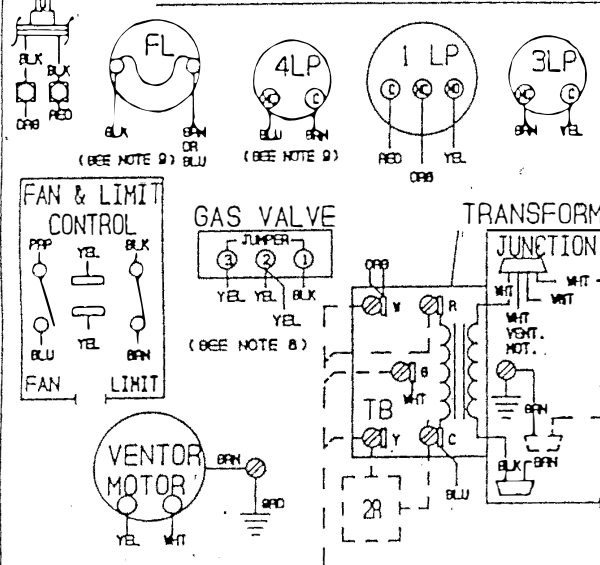 BLK
BLK
ORG
RED
FL
BLK
BRN
OR
BLU
(SEE NOTE 9)
4LP
NO
C
BLU
BRN
(SEE NOTE 9)
1 LP
C
NC
NO
RED
ORG
YEL
3LP
C
BRN
YEL
FAN & LIMIT
CONTROL
PRP
YEL
BLK
BLU
YEL
BRN
FAN
LIMIT
GAS VALVE
JUMPER
3
2
1
YEL
YEL
BLK
YEL
(SEE NOTE 8)
TRANSFORM
JUNCTION
ORG
W
R
G
WHT
TB
Y
C
BLU
2R
WHT
WHT
WHT
WHT
VENT.
MOT.
BRN
BLK
BRN
VENTOR
MOTOR
BRN
GRD
YEL
WHT